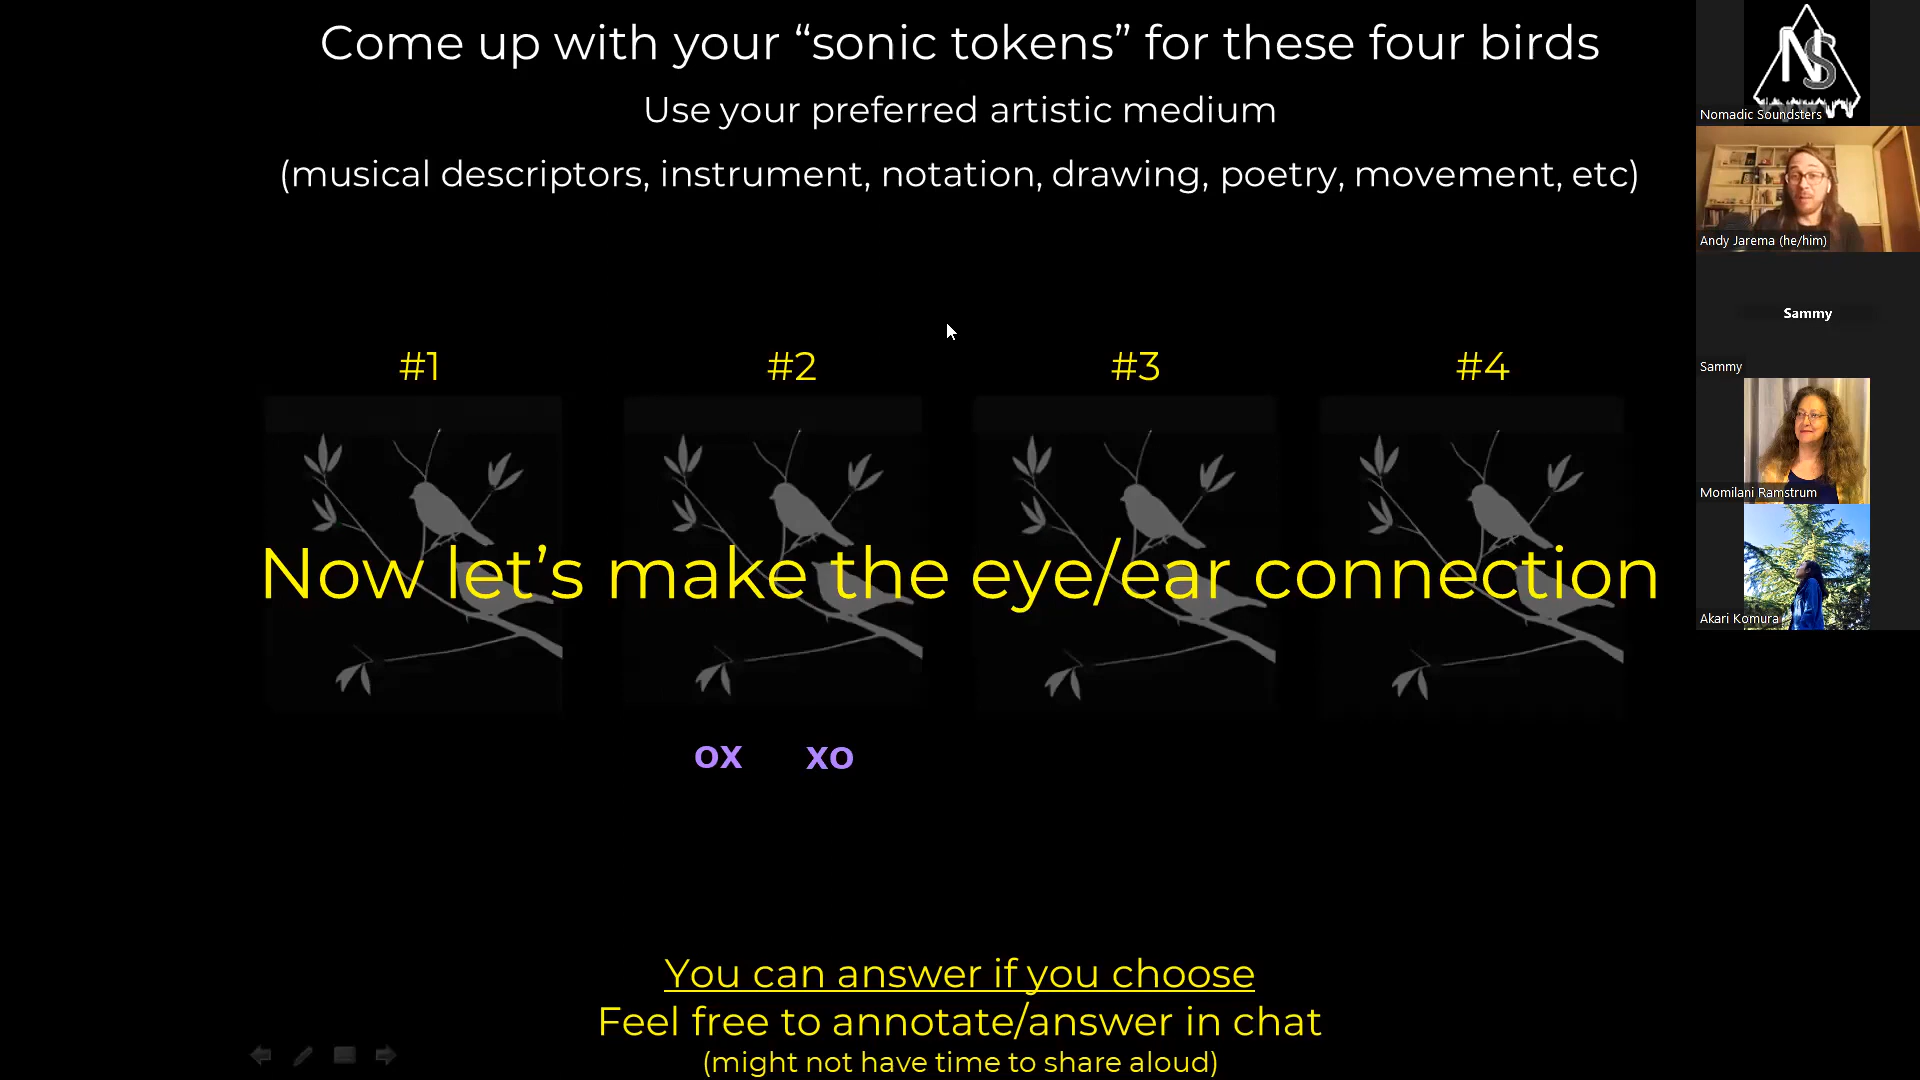 Come up with your “sonic tokens” for these four birds
Use your preferred artistic medium
(musical descriptors, instrument, notation, drawing, poetry, movement, etc)
#1 #2 #3 #4
Now let’s make the eye/ear connection
ox xo
You can answer if you choose
Feel free to annotate/answer in chat
(might not have time to share aloud)
NS
Nomadic Soundsters
Andy Jarema (he/him)
Sammy
Sammy
Momilani Ramstrum
Akari Komura